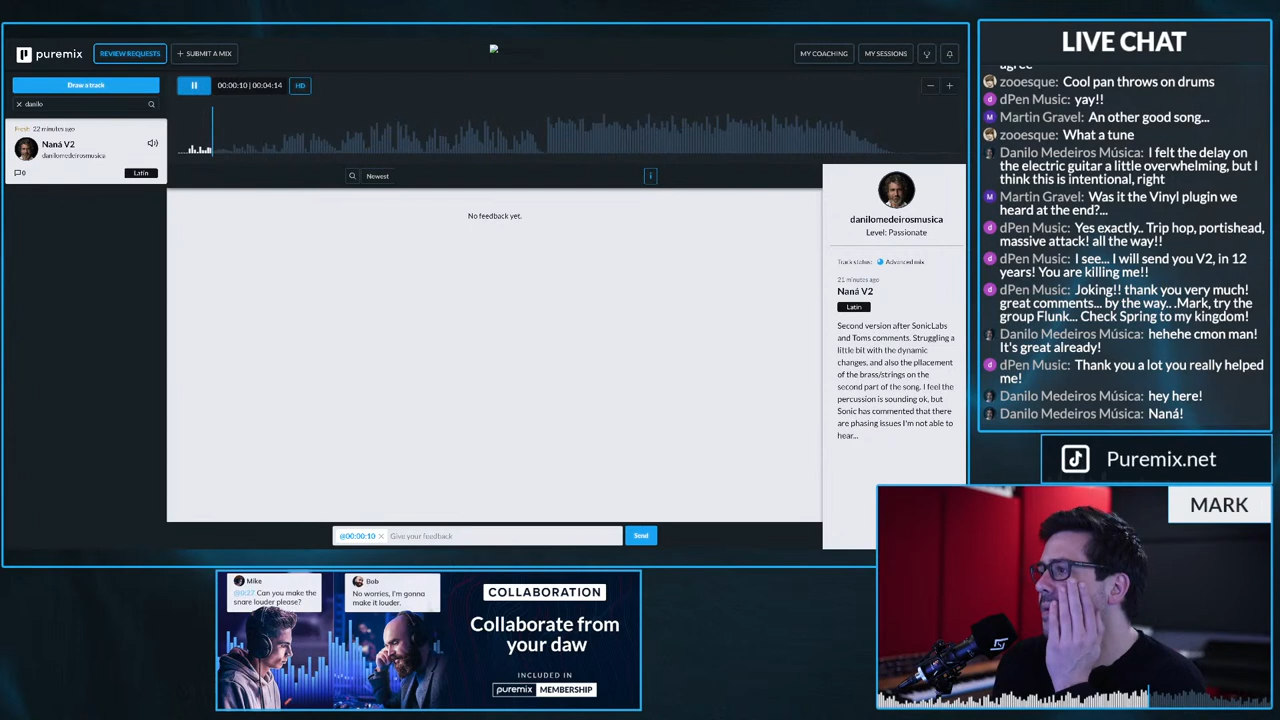 puremix
REVIEW REQUESTS
+ SUBMIT A MIX
MY COACHING
MY SESSIONS
Draw a track
danilo
00:00:10 | 00:04:14
HD
Fresh 22 minutes ago
Naná V2
danilomedeirosmusica
0
Latin
Newest
i
No feedback yet.
@00:00:10
Give your feedback
Send
danilomedeirosmusica
Level: Passionate
Track status: Advanced mix
21 minutes ago
Naná V2
Latin
Second version after SonicLabs
and Toms comments. Struggling a
little bit with the dynamic
changes, and also the pllacement
of the brass/strings on the
second part of the song. I feel the
percussion is sounding ok, but
Sonic has commented that there
are phasing issues I'm not able to
hear...
LIVE CHAT
agree
zooesque: Cool pan throws on drums
d dPen Music: yay!!
M Martin Gravel: An other good song...
zooesque: What a tune
Danilo Medeiros Música: I felt the delay on
the electric guitar a little overwhelming, but I
think this is intentional, right
M Martin Gravel: Was it the Vinyl plugin we
heard at the end?...
d dPen Music: Yes exactly.. Trip hop, portishead,
massive attack! all the way!!
d dPen Music: I see... I will send you V2, in 12
years! You are killing me!!
d dPen Music: Joking!! thank you very much!
great comments... by the way.. .Mark, try the
group Flunk... Check Spring to my kingdom!
Danilo Medeiros Música: hehehe cmon man!
It's great already!
d dPen Music: Thank you a lot you really helped
me!
Danilo Medeiros Música: hey here!
Danilo Medeiros Música: Naná!
Puremix.net
MARK
Mike
@0:27 Can you make the
snare louder please?
Bob
No worries, I'm gonna
make it louder.
COLLABORATION
Collaborate from
your daw
INCLUDED IN
puremix MEMBERSHIP